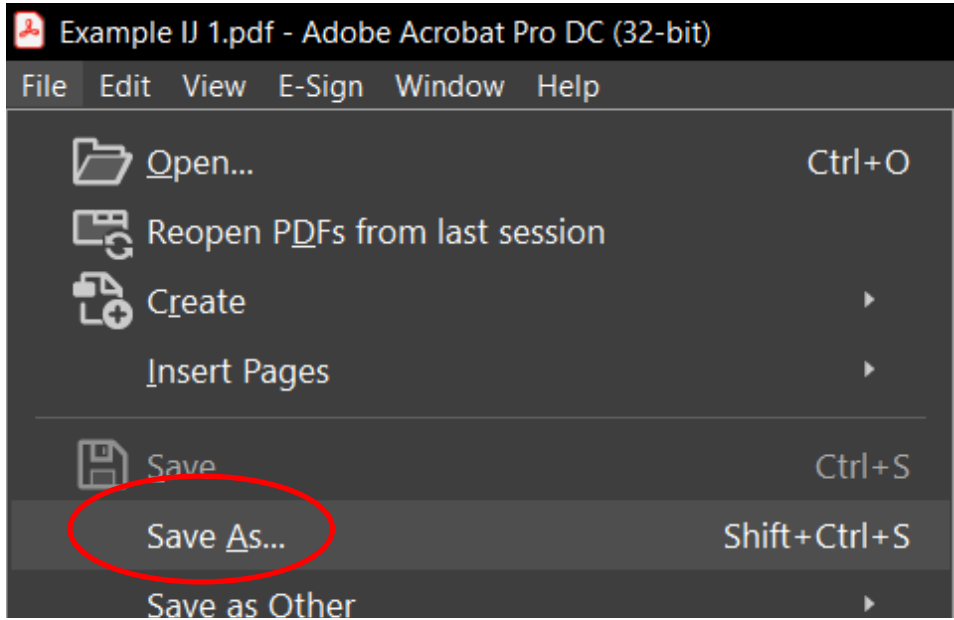 Example IJ 1.pdf - Adobe Acrobat Pro DC (32-bit)
File Edit View E-Sign Window Help
Open... Ctrl+O
Reopen PDFs from last session
Create
Insert Pages
Save Ctrl+S
Save As... Shift+Ctrl+S
Save as Other